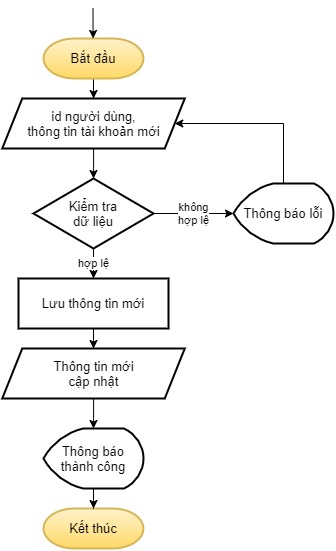 Bắt đầu
id người dùng,
thông tin tài khoản mới
Kiểm tra
dữ liệu
không
hợp lệ
Thông báo lỗi
hợp lệ
Lưu thông tin mới
Thông tin mới
cập nhật
Thông báo
thành công
Kết thúc